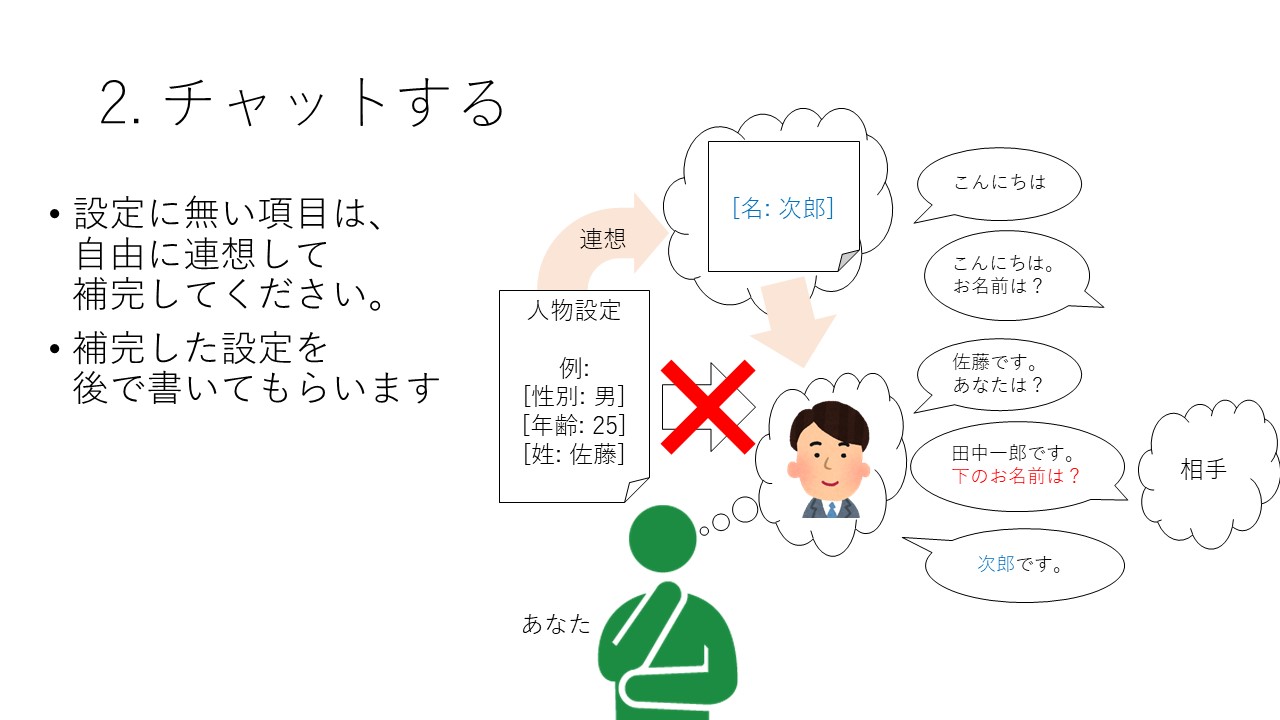 2. チャットする
• 設定に無い項目は、
自由に連想して
補完してください。
• 補完した設定を
後で書いてもらいます
連想
[名: 次郎]
人物設定
例:
[性別: 男]
[年齢: 25]
[姓: 佐藤]
あなた
こんにちは
こんにちは。
お名前は？
佐藤です。
あなたは？
田中一郎です。
下のお名前は？
次郎です。
相手